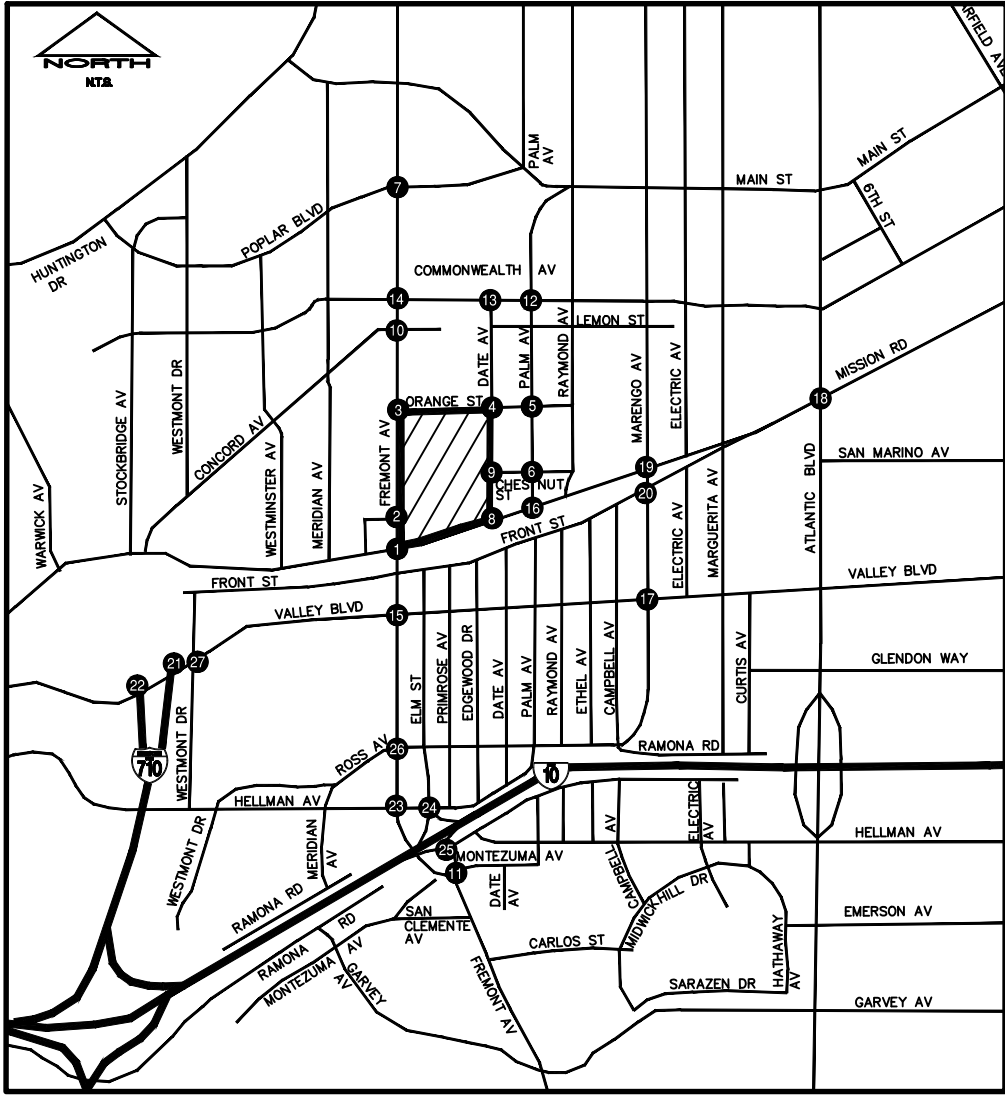 NORTH
N.T.S.
GARFIELD AVE
MAIN ST
PALM
AV
MAIN ST
6TH ST
7
POPLAR BLVD
HUNTINGTON
DR
COMMONWEALTH AV
14
13
12
10
LEMON ST
MISSION RD
STOCKBRIDGE AV
WESTMONT DR
DATE AV
PALM AV
RAYMOND AV
MARENGO AV
ELECTRIC AV
CONCORD AV
3
ORANGE ST
4
5
18
FREMONT AV
WARWICK AV
WESTMINSTER AV
MERIDIAN AV
9
6
CHESTNUT
ST
19
20
SAN MARINO AV
ATLANTIC BLVD
2
8
16
1
FRONT ST
FRONT ST
ELECTRIC AV
MARGUERITA AV
VALLEY BLVD
VALLEY BLVD
15
17
21
27
22
GLENDON WAY
ELM ST
PRIMROSE AV
EDGEWOOD DR
DATE AV
PALM AV
RAYMOND AV
ETHEL AV
CAMPBELL AV
CURTIS AV
WESTMONT DR
710
ROSS AV
26
RAMONA RD
10
HELLMAN AV
23
24
ELECTRIC
AV
HELLMAN AV
WESTMONT DR
MERIDIAN
AV
25
MONTEZUMA AV
11
CAMPBELL AV
DATE
AV
RAMONA RD
MIDWICKHILL DR
SAN
CLEMENTE
AV
EMERSON AV
RAMONA RD
MONTEZUMA AV
GARVEY
AV
CARLOS ST
FREMONT AV
HATHAWAY
AV
SARAZEN DR
GARVEY AV